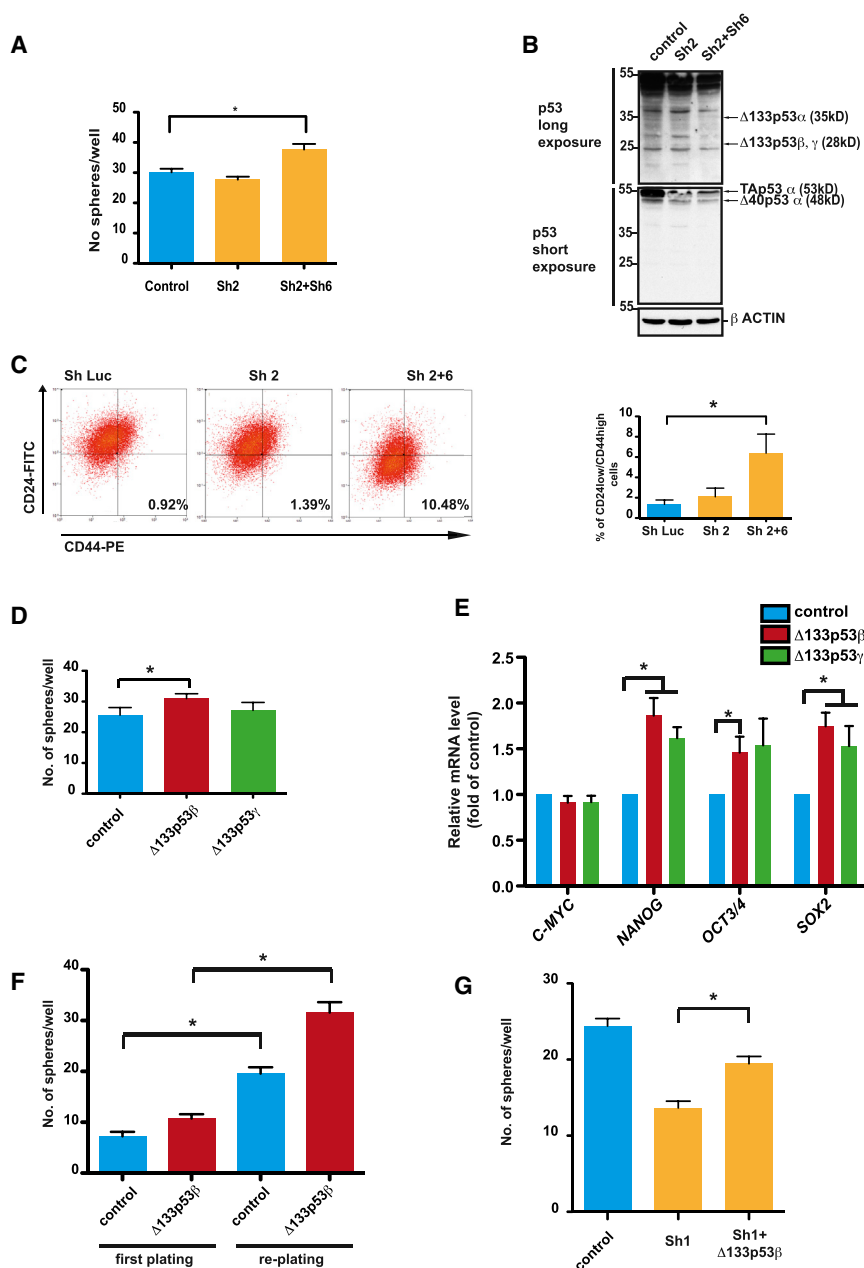 A
No spheres/well
50
40
30
20
10
0
*
Control
Sh2
Sh2+Sh6
B
control
Sh2
Sh2+Sh6
p53
long
exposure
55
35
25
Δ133p53α (35kD)
Δ133p53β, γ (28kD)
p53
short
exposure
55
35
25
55
TAp53 α (53kD)
Δ40p53 α (48kD)
β ACTIN
C
Sh Luc
Sh 2
Sh 2+6
CD24-FITC
0.92%
1.39%
10.48%
CD44-PE
% of CD24low/CD44high
cells
10
8
6
4
2
0
*
Sh Luc
Sh 2
Sh 2+6
D
No. of spheres/well
40
30
20
10
0
*
control
Δ133p53β
Δ133p53γ
E
control
Δ133p53β
Δ133p53γ
Relative mRNA level
(fold of control)
2.5
2.0
1.5
1.0
0.5
0.0
*
*
*
C-MYC
NANOG
OCT3/4
SOX2
F
No. of spheres/well
40
30
20
10
0
*
*
control
Δ133p53β
control
Δ133p53β
first plating
re-plating
G
No. of spheres/well
30
20
10
0
*
control
Sh1
Sh1+
Δ133p53β